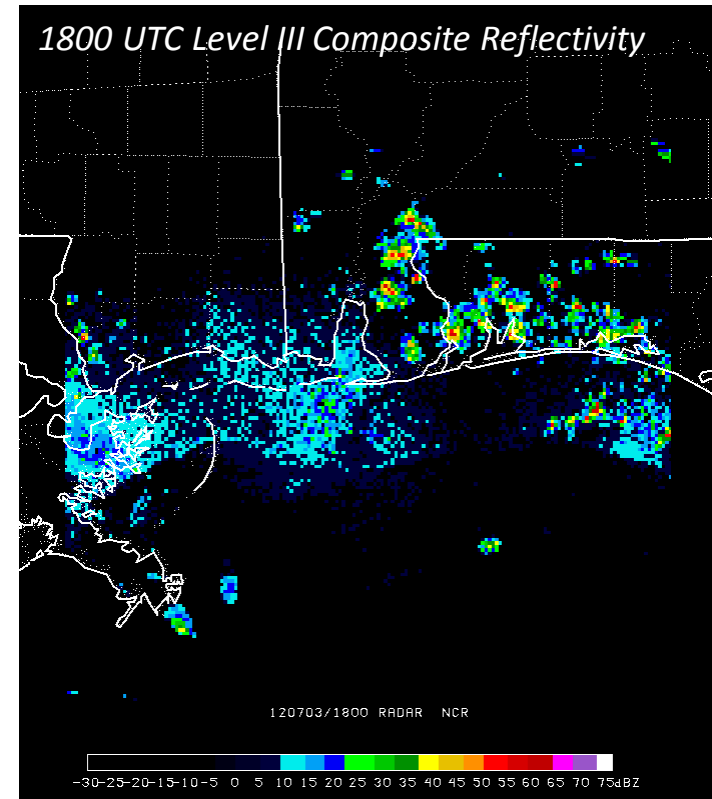 1800 UTC Level III Composite Reflectivity
120703/1800 RADAR NCR
-30-25-20-15-10-5 0 5 10 15 20 25 30 35 40 45 50 55 60 65 70 75dBZ